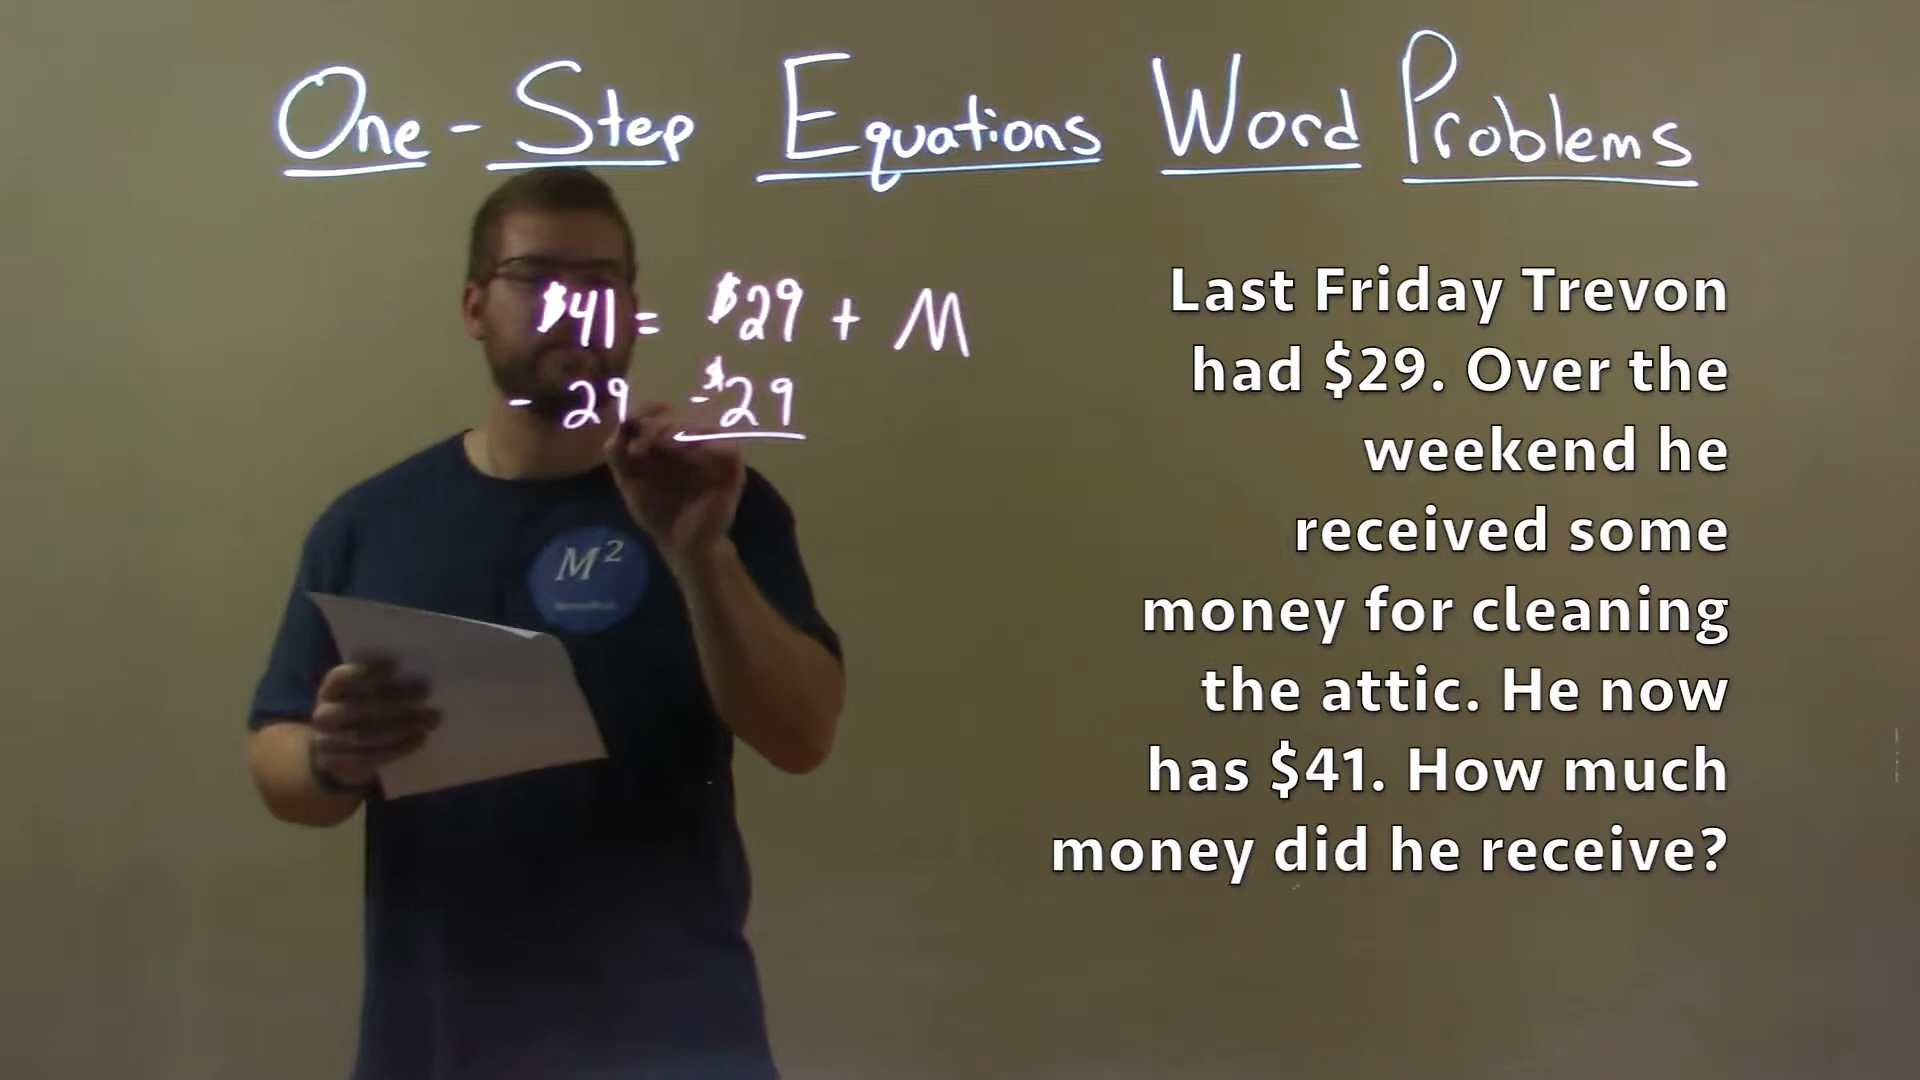 One-Step Equations Word Problems
$41 = $29 + M
- 29 -$29
M²
Last Friday Trevon
had $29. Over the
weekend he
received some
money for cleaning
the attic. He now
has $41. How much
money did he receive?